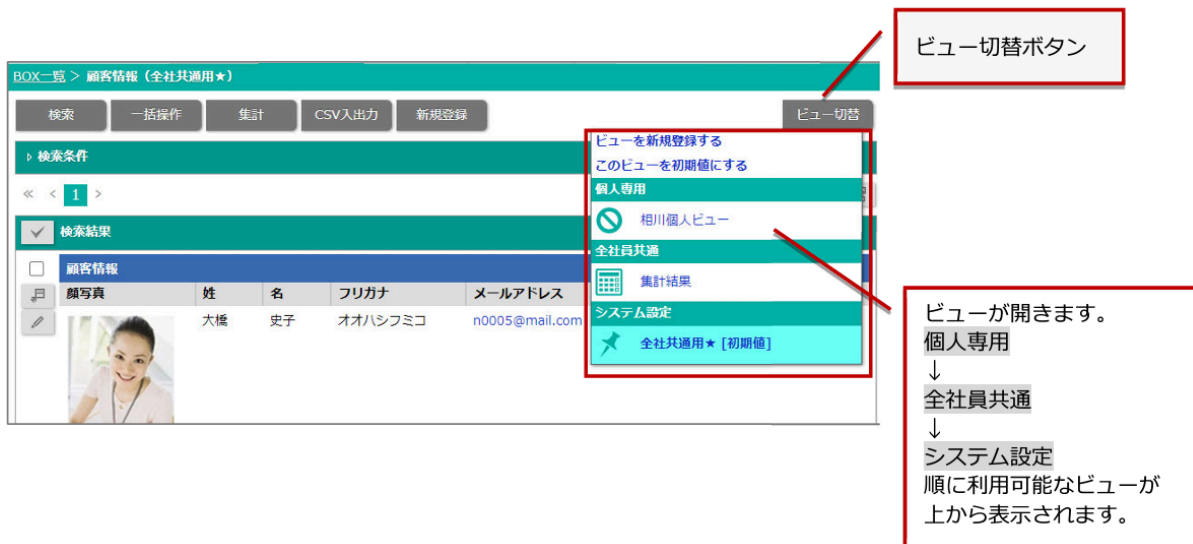 ビュー切替ボタン
BOX一覧 > 顧客情報（全社共通用★）
検索 一括操作 集計 CSV入出力 新規登録 ビュー切替
ビューを新規登録する
このビューを初期値にする
検索条件
個人専用
« < 1 >
相川個人ビュー
検索結果
全社員共通
顧客情報
集計結果
顔写真 姓 名 フリガナ メールアドレス
システム設定
大橋 史子 オオハシフミコ n0005@mail.com
全社共通用★ [初期値]
ビューが開きます。
個人専用
↓
全社員共通
↓
システム設定
順に利用可能なビューが
上から表示されます。